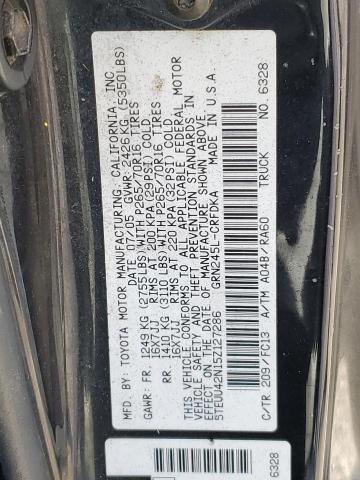 MFD. BY: TOYOTA MOTOR MANUFACTURING, CALIFORNIA, INC
DATE 07/05 GVWR: 2426KG (5350LBS)
GAWR: FR. 1249 KG (2755LBS) WITH P265/70R16 TIRES
16X7JJ RIMS AT 200 KPA (29PSI) COLD
RR. 1410 KG (3110 LBS) WITH P265/70R16 TIRES
16X7JJ RIMS AT 220 KPA (32PSI) COLD
THIS VEHICLE CONFORMS TO ALL APPLICABLE FEDERAL MOTOR
VEHICLE SAFETY AND THEFT PREVENTION STANDARDS IN
EFFECT ON THE DATE OF MANUFACTURE SHOWN ABOVE.
5TEUU42N15Z127286 GRN245L-CRFDKA MADE IN U.S.A.
C/TR 209/FC13 A/TM A04B/RA60 TRUCK NO. 6328
6328